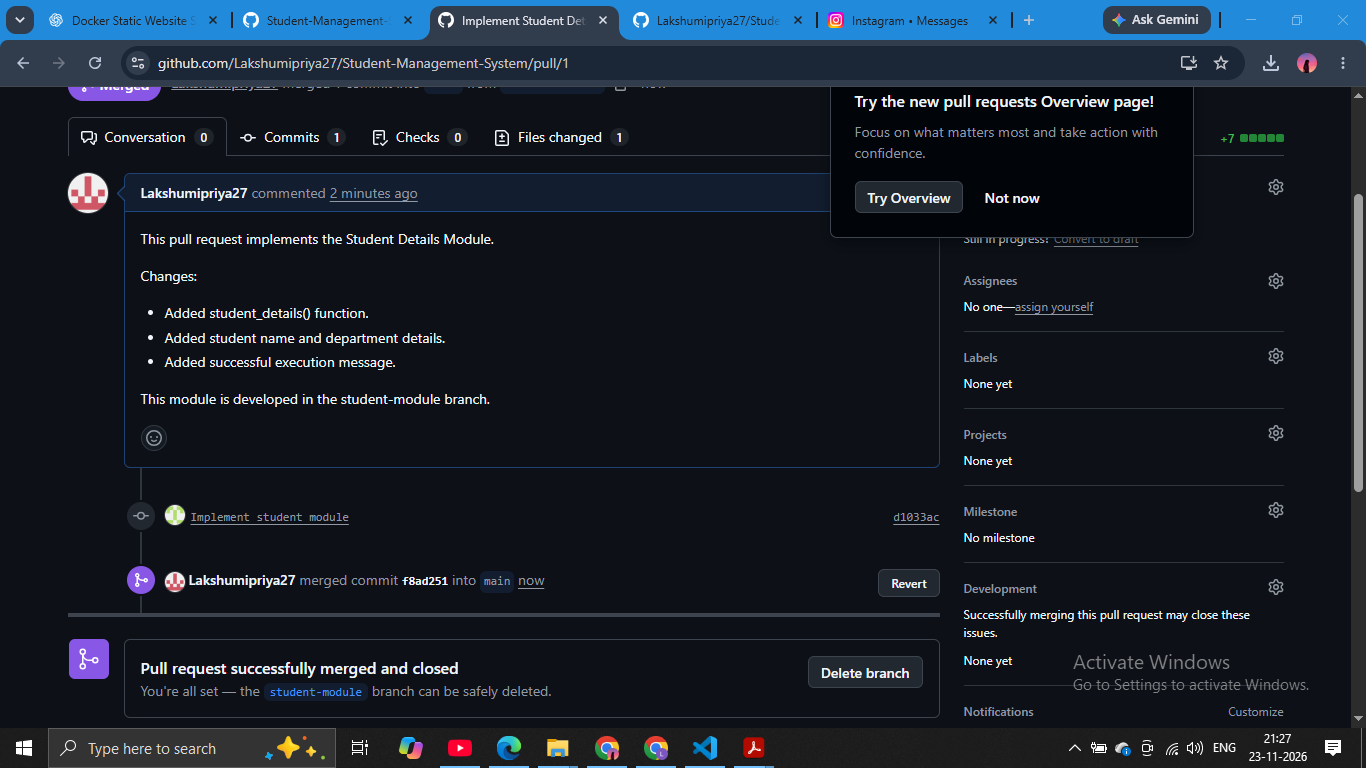 Docker Static Website S
Student-Management-
Implement Student Det
Lakshumipriya27/Stude
Instagram • Messages
Ask Gemini
github.com/Lakshumipriya27/Student-Management-System/pull/1
Merged
Lakshumipriya27 merged 1 commit into
from
now
Try the new pull requests Overview page!
Focus on what matters most and take action with
confidence.
Try Overview
Not now
Conversation 0
Commits 1
Checks 0
Files changed 1
+7
Lakshumipriya27 commented 2 minutes ago
This pull request implements the Student Details Module.
Changes:
• Added student_details() function.
• Added student name and department details.
• Added successful execution message.
This module is developed in the student-module branch.
Still in progress? Convert to draft
Assignees
No one—assign yourself
Labels
None yet
Projects
None yet
Milestone
No milestone
Development
Successfully merging this pull request may close these
issues.
None yet
Notifications
Customize
Implement student module
d1033ac
Lakshumipriya27 merged commit f8ad251 into main now
Revert
Pull request successfully merged and closed
You're all set — the student-module branch can be safely deleted.
Delete branch
Activate Windows
Go to Settings to activate Windows.
Type here to search
ENG
21:27
23-11-2026